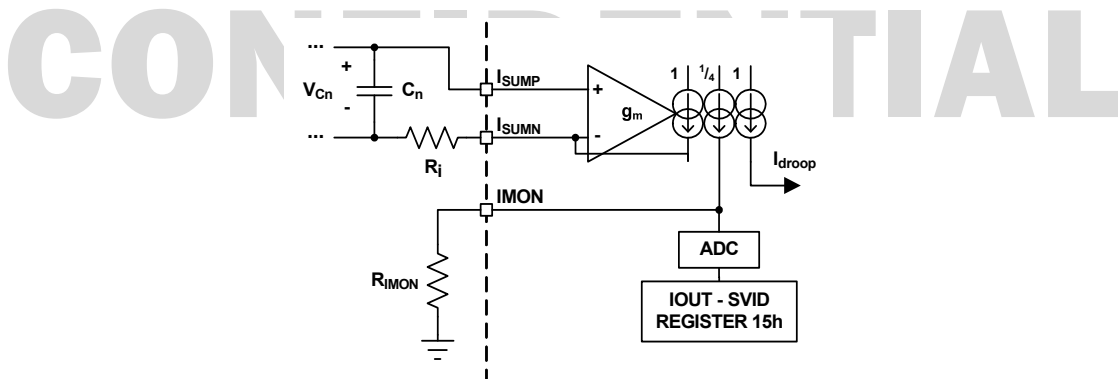 CONFIDENTIAL
...
+
V_Cn
C_n
-
...
R_i
I_SUMP
I_SUMN
+
g_m
-
1
1/4
1
I_droop
IMON
R_IMON
ADC
IOUT - SVID
REGISTER 15h